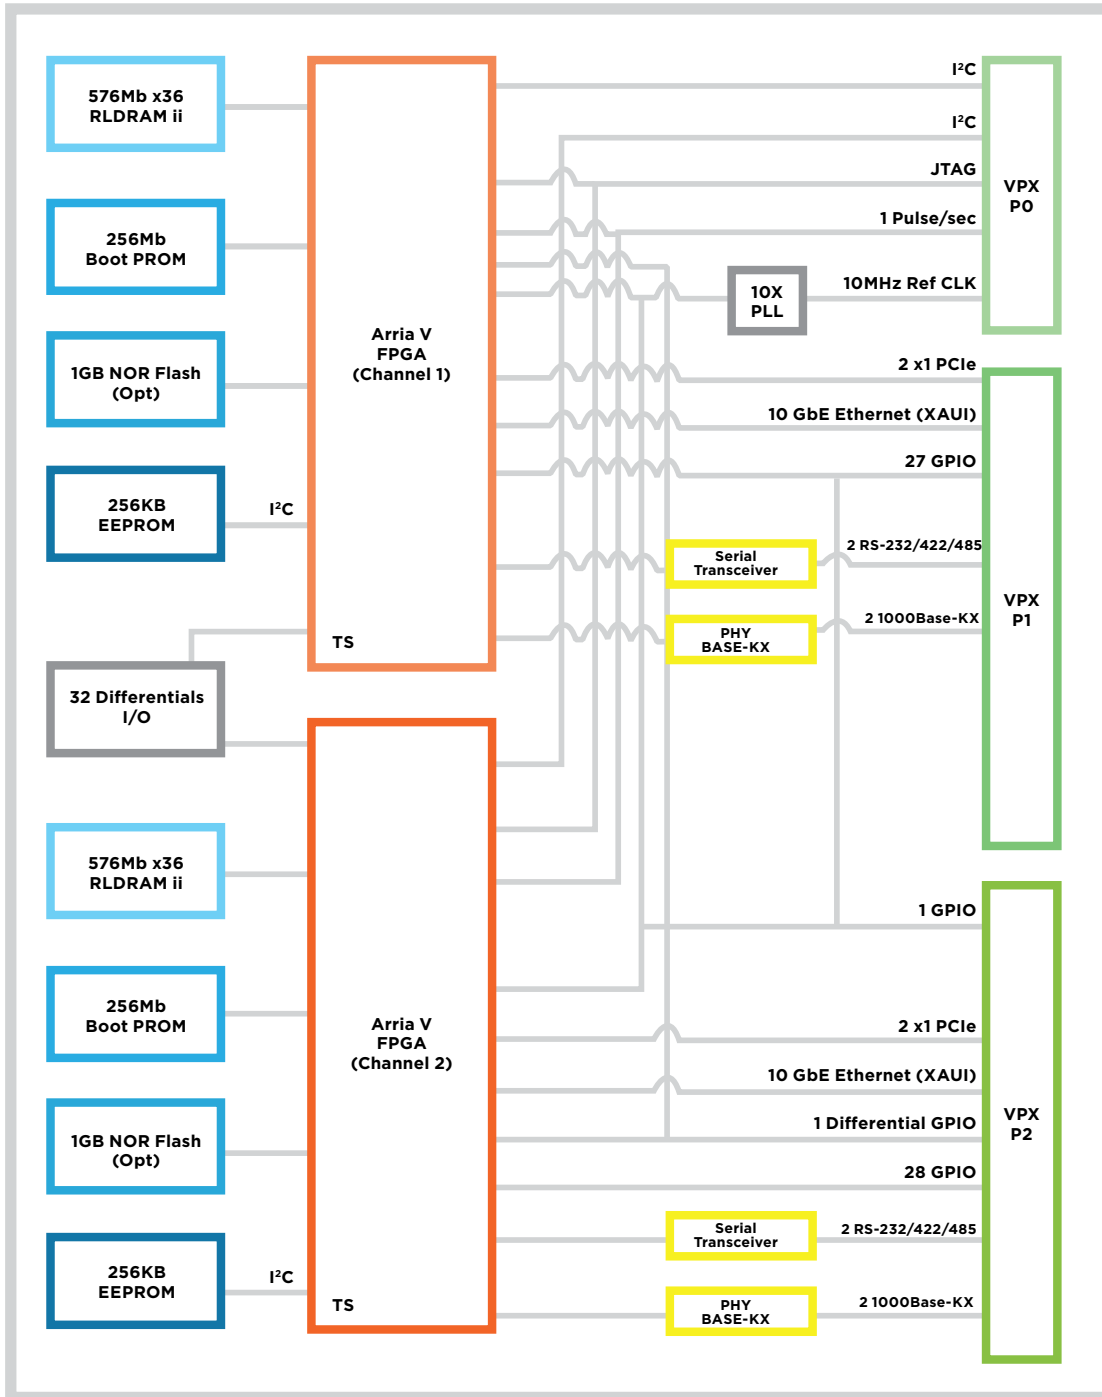 576Mb x36
RLDRAM ii
256Mb
Boot PROM
1GB NOR Flash
(Opt)
256KB
EEPROM
I²C
32 Differentials
I/O
576Mb x36
RLDRAM ii
256Mb
Boot PROM
1GB NOR Flash
(Opt)
256KB
EEPROM
I²C
Arria V
FPGA
(Channel 1)
TS
Arria V
FPGA
(Channel 2)
TS
I²C
I²C
JTAG
1 Pulse/sec
10X
PLL
10MHz Ref CLK
VPX
P0
2 x1 PCIe
10 GbE Ethernet (XAUI)
27 GPIO
Serial
Transceiver
2 RS-232/422/485
PHY
BASE-KX
2 1000Base-KX
VPX
P1
1 GPIO
2 x1 PCIe
10 GbE Ethernet (XAUI)
1 Differential GPIO
28 GPIO
Serial
Transceiver
2 RS-232/422/485
PHY
BASE-KX
2 1000Base-KX
VPX
P2